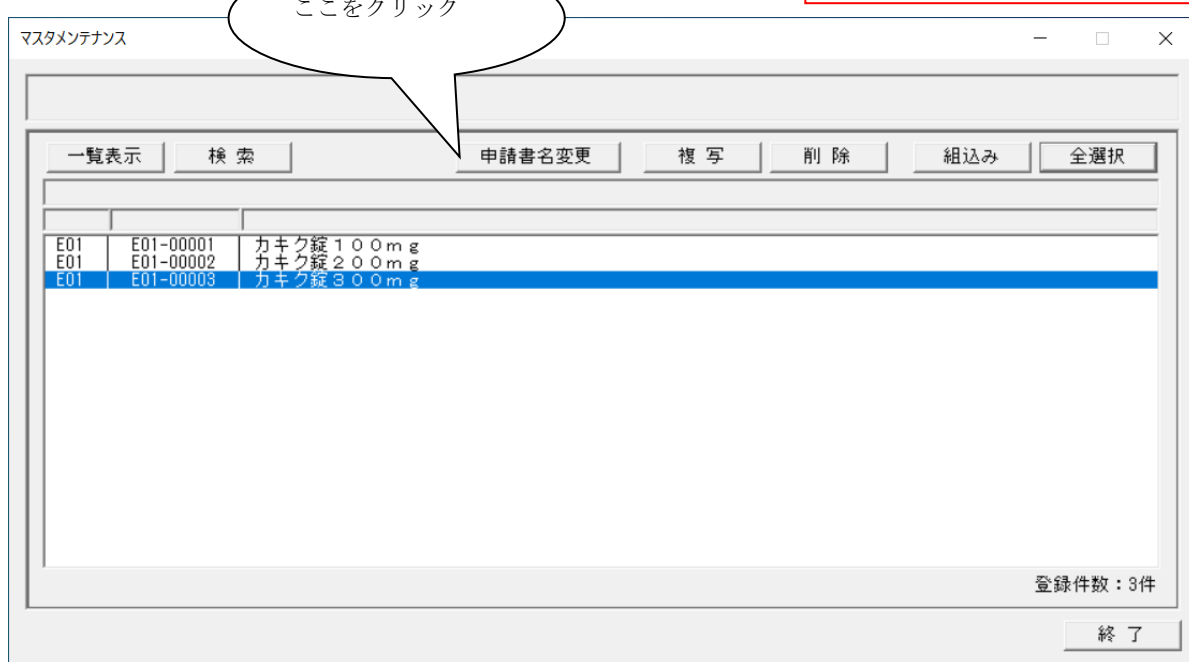 ここをクリック
マスタメンテナンス
一覧表示 検 索 申請書名変更 複 写 削 除 組込み 全選択
E01 E01-00001 カキク錠１００ｍｇ
E01 E01-00002 カキク錠２００ｍｇ
E01 E01-00003 カキク錠３００ｍｇ
登録件数：3件
終 了